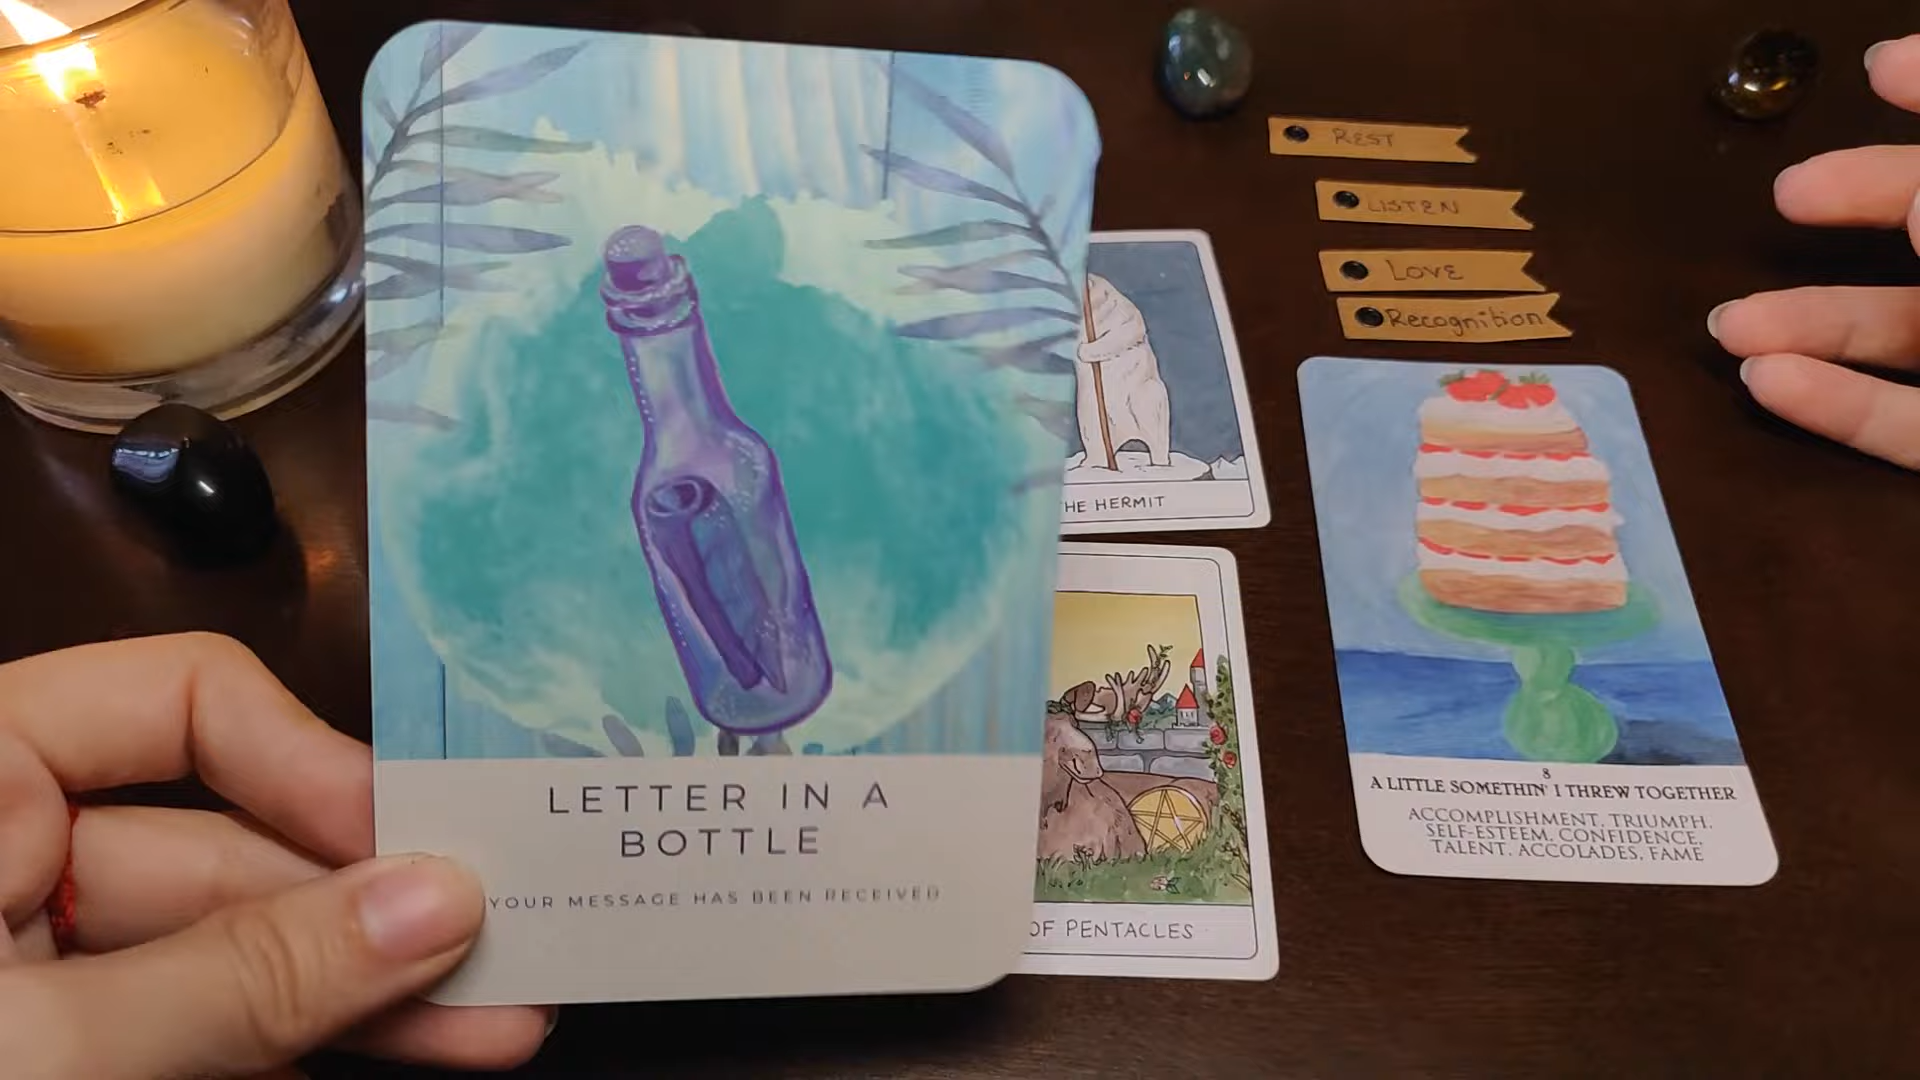 LETTER IN A
BOTTLE
YOUR MESSAGE HAS BEEN RECEIVED
HE HERMIT
OF PENTACLES
REST
LISTEN
LOVE
Recognition
8
A LITTLE SOMETHIN' I THREW TOGETHER
ACCOMPLISHMENT, TRIUMPH,
SELF-ESTEEM, CONFIDENCE,
TALENT, ACCOLADES, FAME